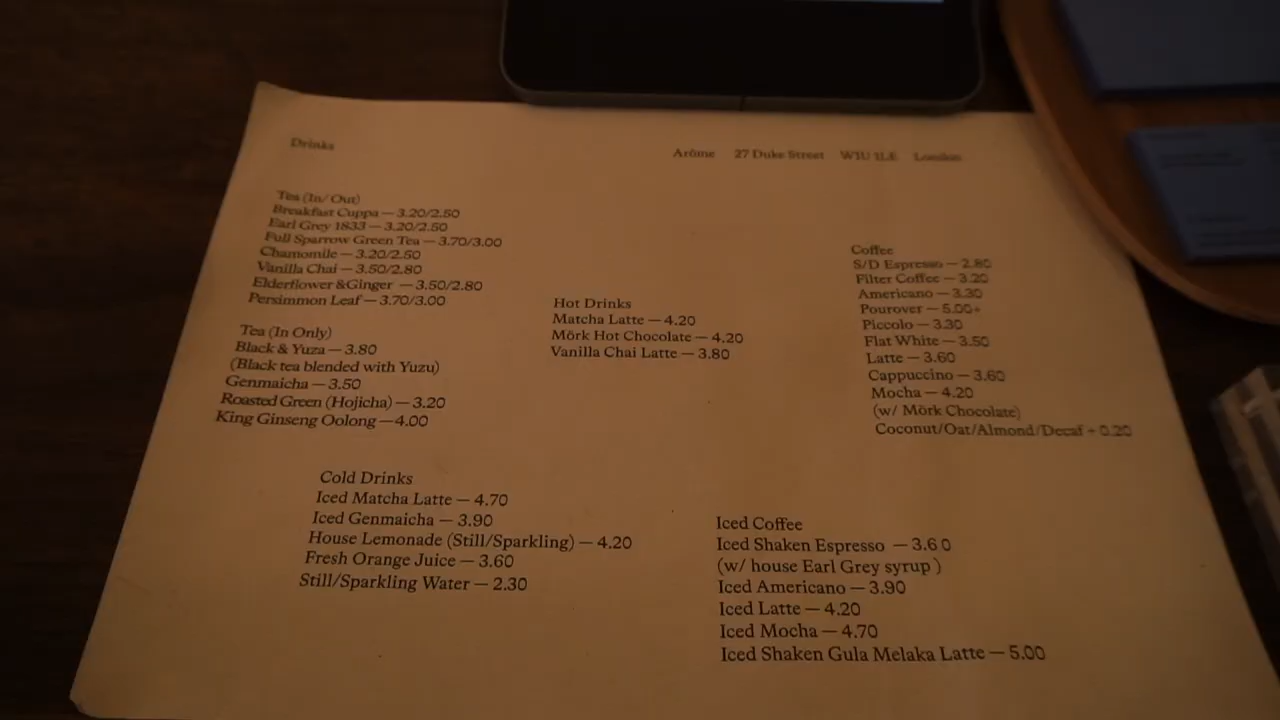 Drinks
Arôme 27 Duke Street W1U 1LE London
Tea (In/ Out)
Breakfast Cuppa — 3.20/2.50
Earl Grey 1833 — 3.20/2.50
Full Sparrow Green Tea — 3.70/3.00
Chamomile — 3.20/2.50
Vanilla Chai — 3.50/2.80
Elderflower &Ginger — 3.50/2.80
Persimmon Leaf — 3.70/3.00
Tea (In Only)
Black & Yuza — 3.80
(Black tea blended with Yuzu)
Genmaicha — 3.50
Roasted Green (Hojicha) — 3.20
King Ginseng Oolong — 4.00
Hot Drinks
Matcha Latte — 4.20
Mörk Hot Chocolate — 4.20
Vanilla Chai Latte — 3.80
Coffee
S/D Espresso — 2.80
Filter Coffee — 3.20
Americano — 3.30
Pourover — 5.00+
Piccolo — 3.30
Flat White — 3.50
Latte — 3.60
Cappuccino — 3.60
Mocha — 4.20
(w/ Mörk Chocolate)
Coconut/Oat/Almond/Decaf + 0.20
Cold Drinks
Iced Matcha Latte — 4.70
Iced Genmaicha — 3.90
House Lemonade (Still/Sparkling) — 4.20
Fresh Orange Juice — 3.60
Still/Sparkling Water — 2.30
Iced Coffee
Iced Shaken Espresso — 3.6 0
(w/ house Earl Grey syrup )
Iced Americano — 3.90
Iced Latte — 4.20
Iced Mocha — 4.70
Iced Shaken Gula Melaka Latte — 5.00